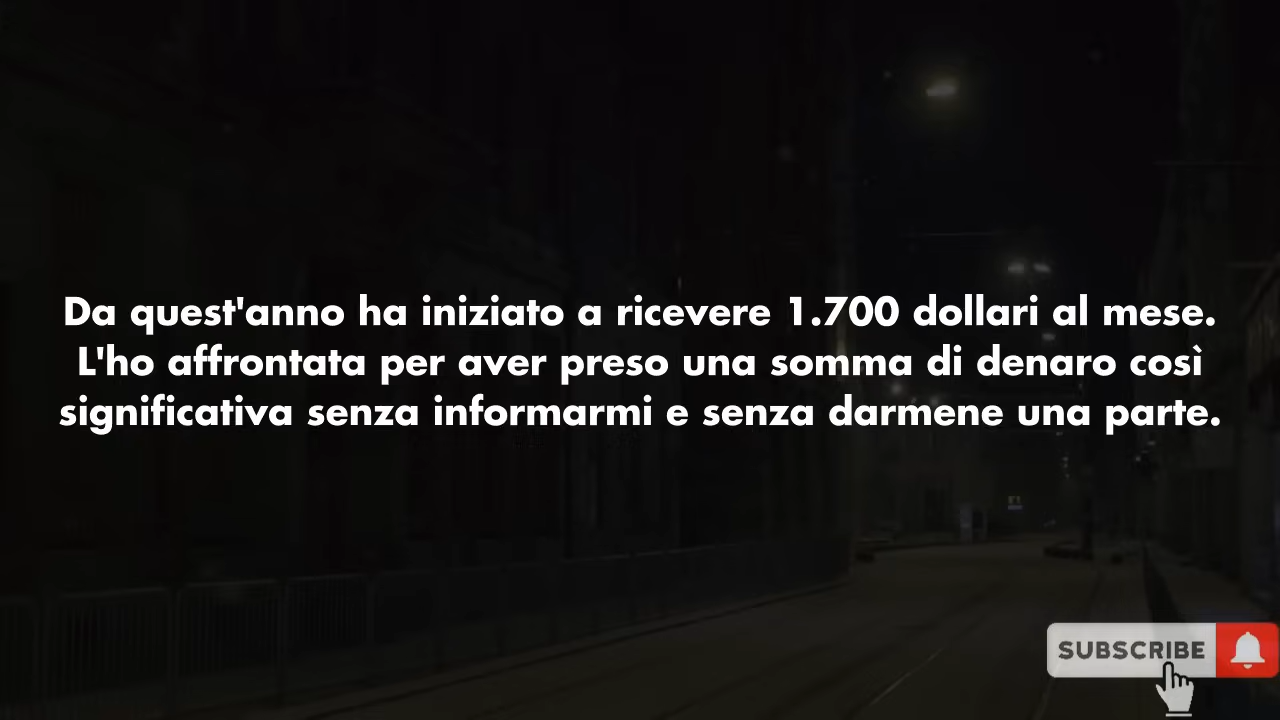 Da quest'anno ha iniziato a ricevere 1.700 dollari al mese.
L'ho affrontata per aver preso una somma di denaro così
significativa senza informarmi e senza darmene una parte.
SUBSCRIBE